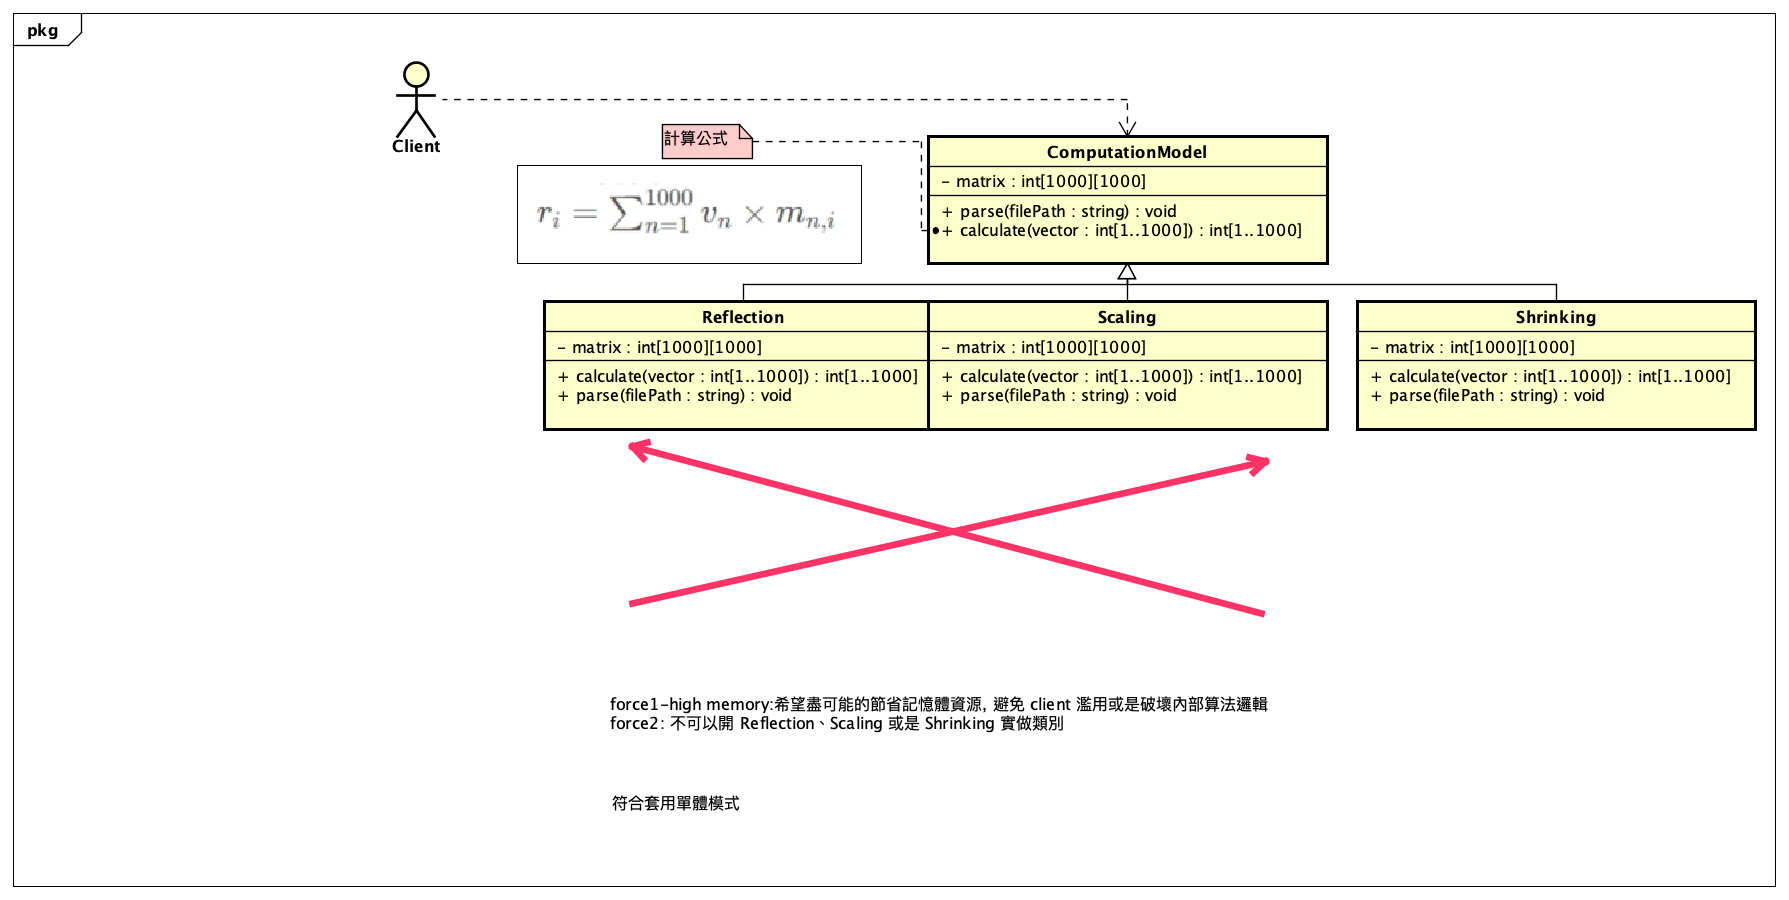 pkg
Client
計算公式
r_i = ∑_{n=1}^{1000} v_n × m_{n,i}
ComputationModel
- matrix : int[1000][1000]
+ parse(filePath : string) : void
+ calculate(vector : int[1..1000]) : int[1..1000]
Reflection
- matrix : int[1000][1000]
+ calculate(vector : int[1..1000]) : int[1..1000]
+ parse(filePath : string) : void
Scaling
- matrix : int[1000][1000]
+ calculate(vector : int[1..1000]) : int[1..1000]
+ parse(filePath : string) : void
Shrinking
- matrix : int[1000][1000]
+ calculate(vector : int[1..1000]) : int[1..1000]
+ parse(filePath : string) : void
force1-high memory:希望盡可能的節省記憶體資源, 避免 client 濫用或是破壞內部算法邏輯
force2: 不可以開 Reflection、Scaling 或是 Shrinking 實做類別
符合套用單體模式